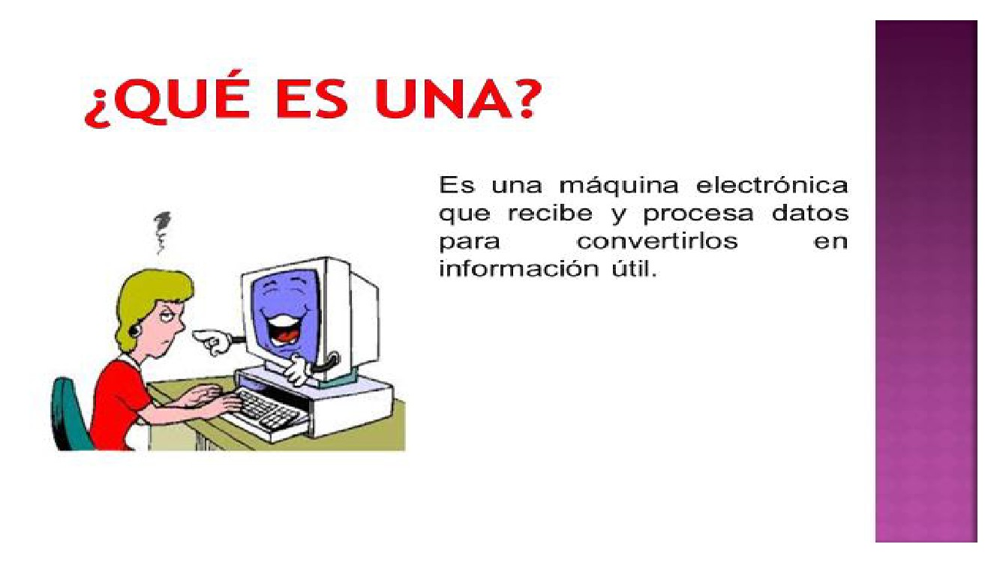 ¿QUÉ ES UNA?
Es una máquina electrónica
que recibe y procesa datos
para convertirlos en
información útil.